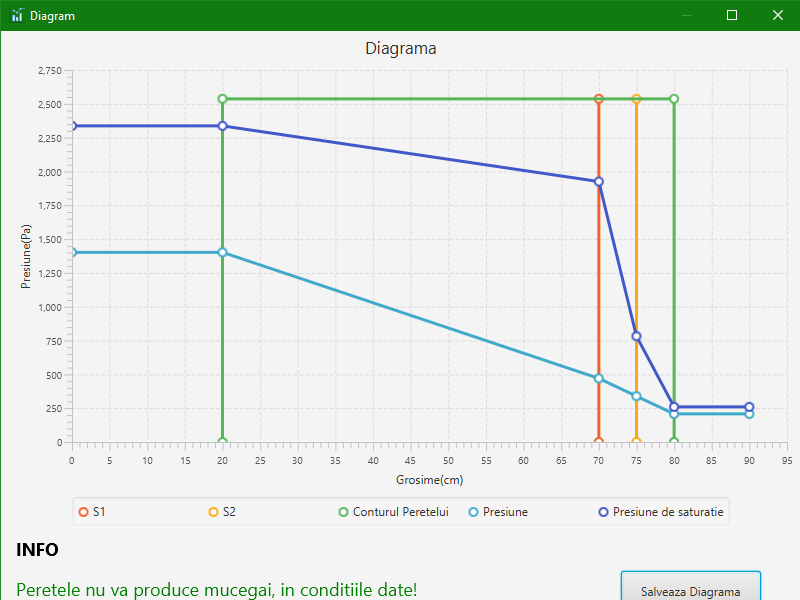 Diagram
Diagrama
2,750
2,500
2,250
2,000
1,750
1,500
1,250
1,000
750
500
250
0
Presiune(Pa)
0 5 10 15 20 25 30 35 40 45 50 55 60 65 70 75 80 85 90 95
Grosime(cm)
S1 S2 Conturul Peretelui Presiune Presiune de saturatie
INFO
Peretele nu va produce mucegai, in conditiile date!
Salveaza Diagrama